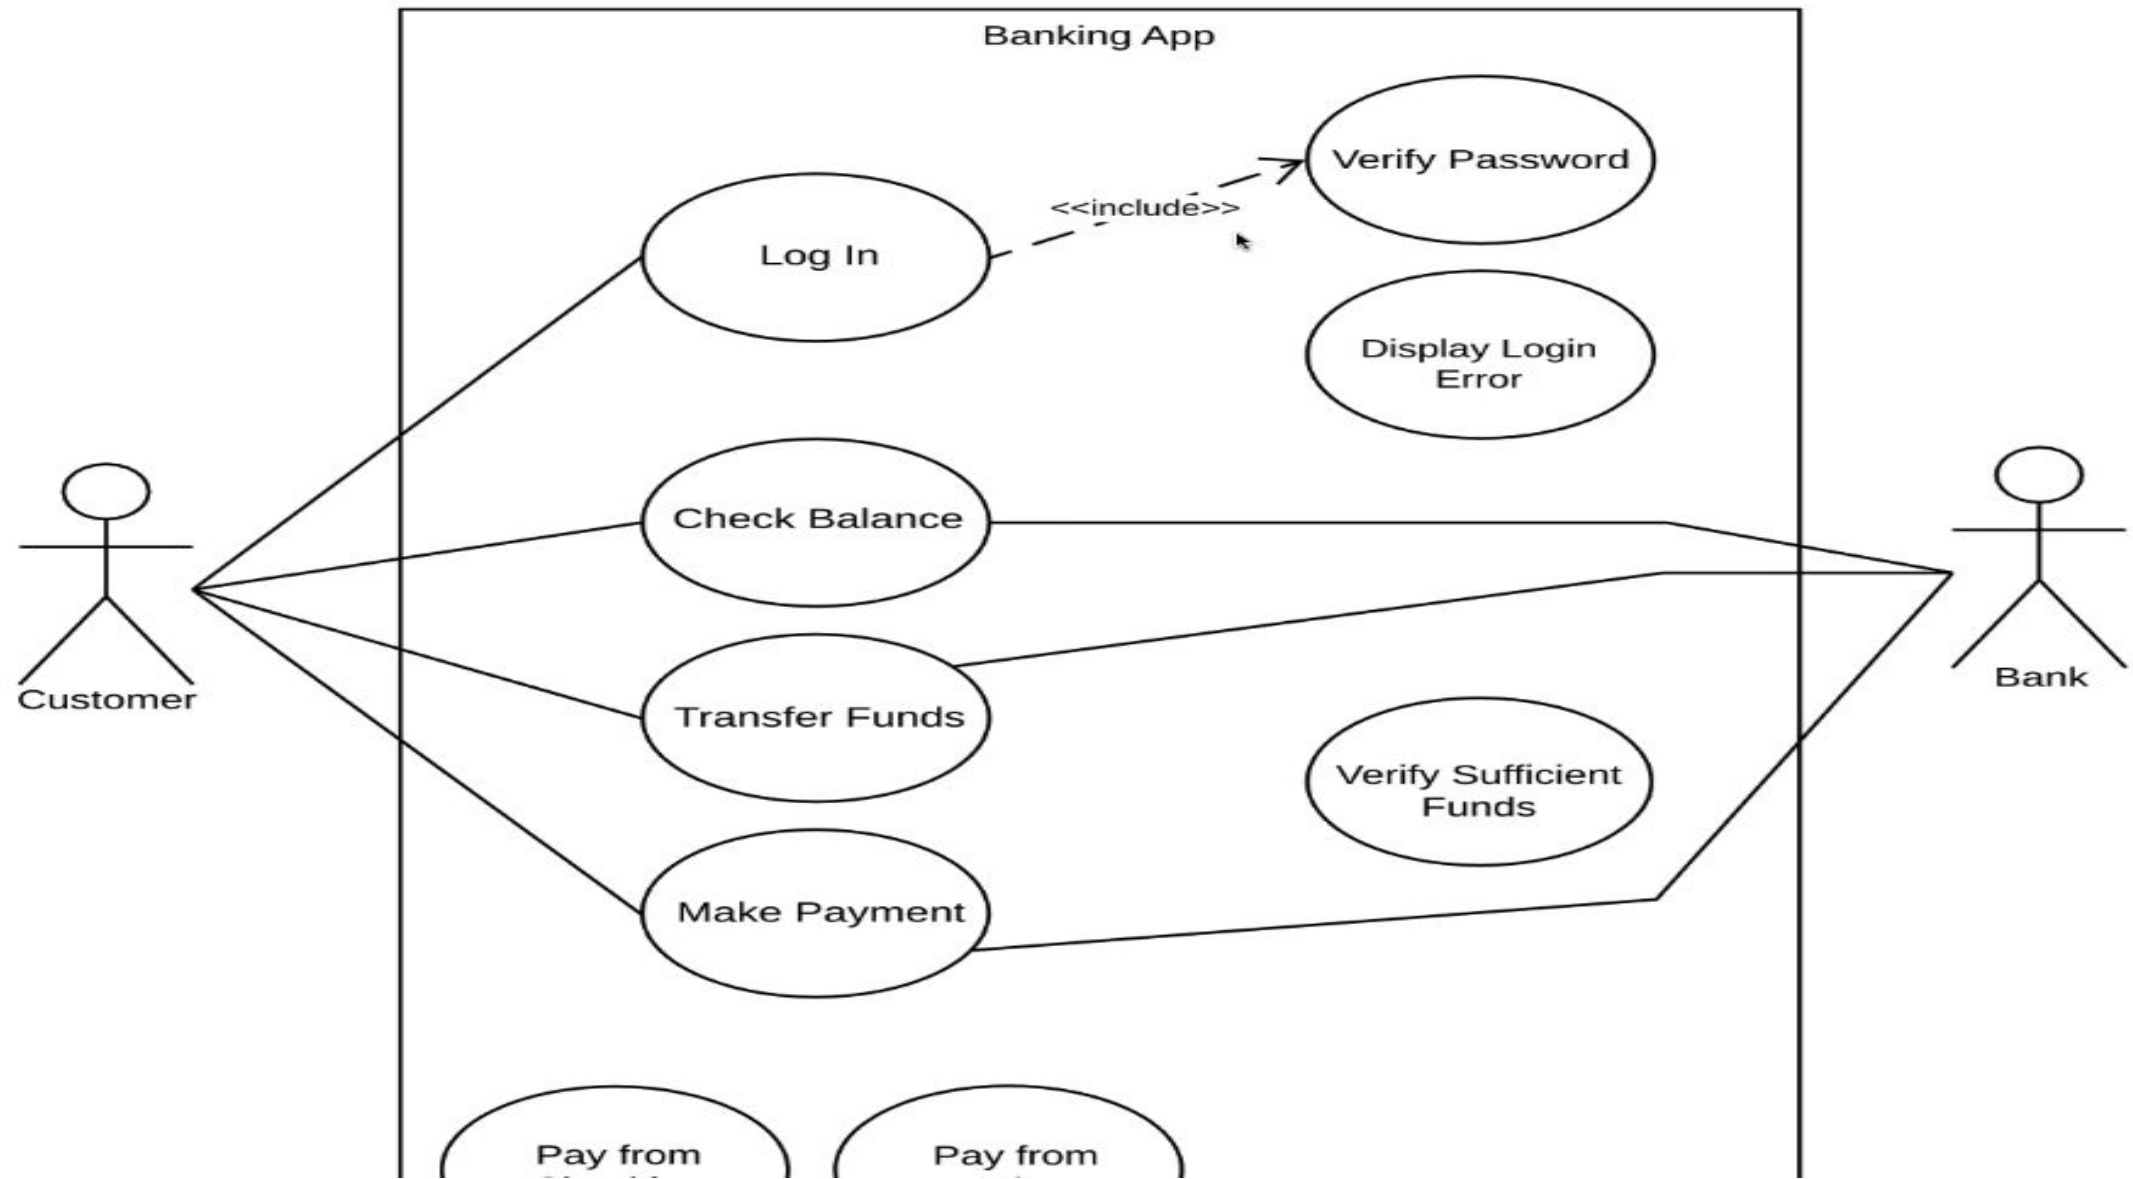 Banking App
Verify Password
<<include>>
Log In
Display Login
Error
Check Balance
Customer
Bank
Transfer Funds
Verify Sufficient
Funds
Make Payment
Pay from
Pay from